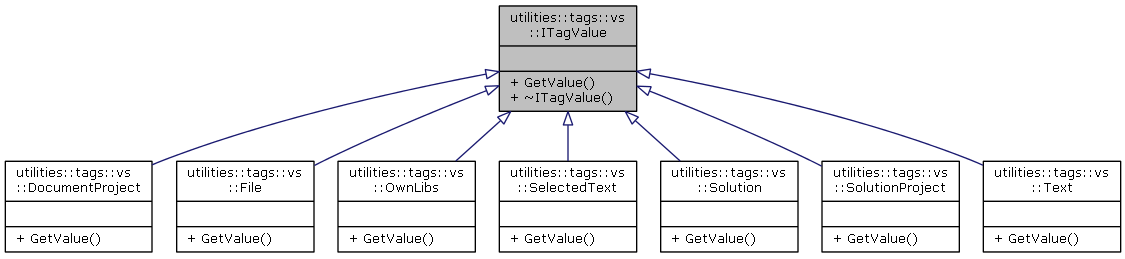 utilities::tags::vs
::ITagValue
+ GetValue()
+ ~ITagValue()
utilities::tags::vs
::DocumentProject
+ GetValue()
utilities::tags::vs
::File
+ GetValue()
utilities::tags::vs
::OwnLibs
+ GetValue()
utilities::tags::vs
::SelectedText
+ GetValue()
utilities::tags::vs
::Solution
+ GetValue()
utilities::tags::vs
::SolutionProject
+ GetValue()
utilities::tags::vs
::Text
+ GetValue()